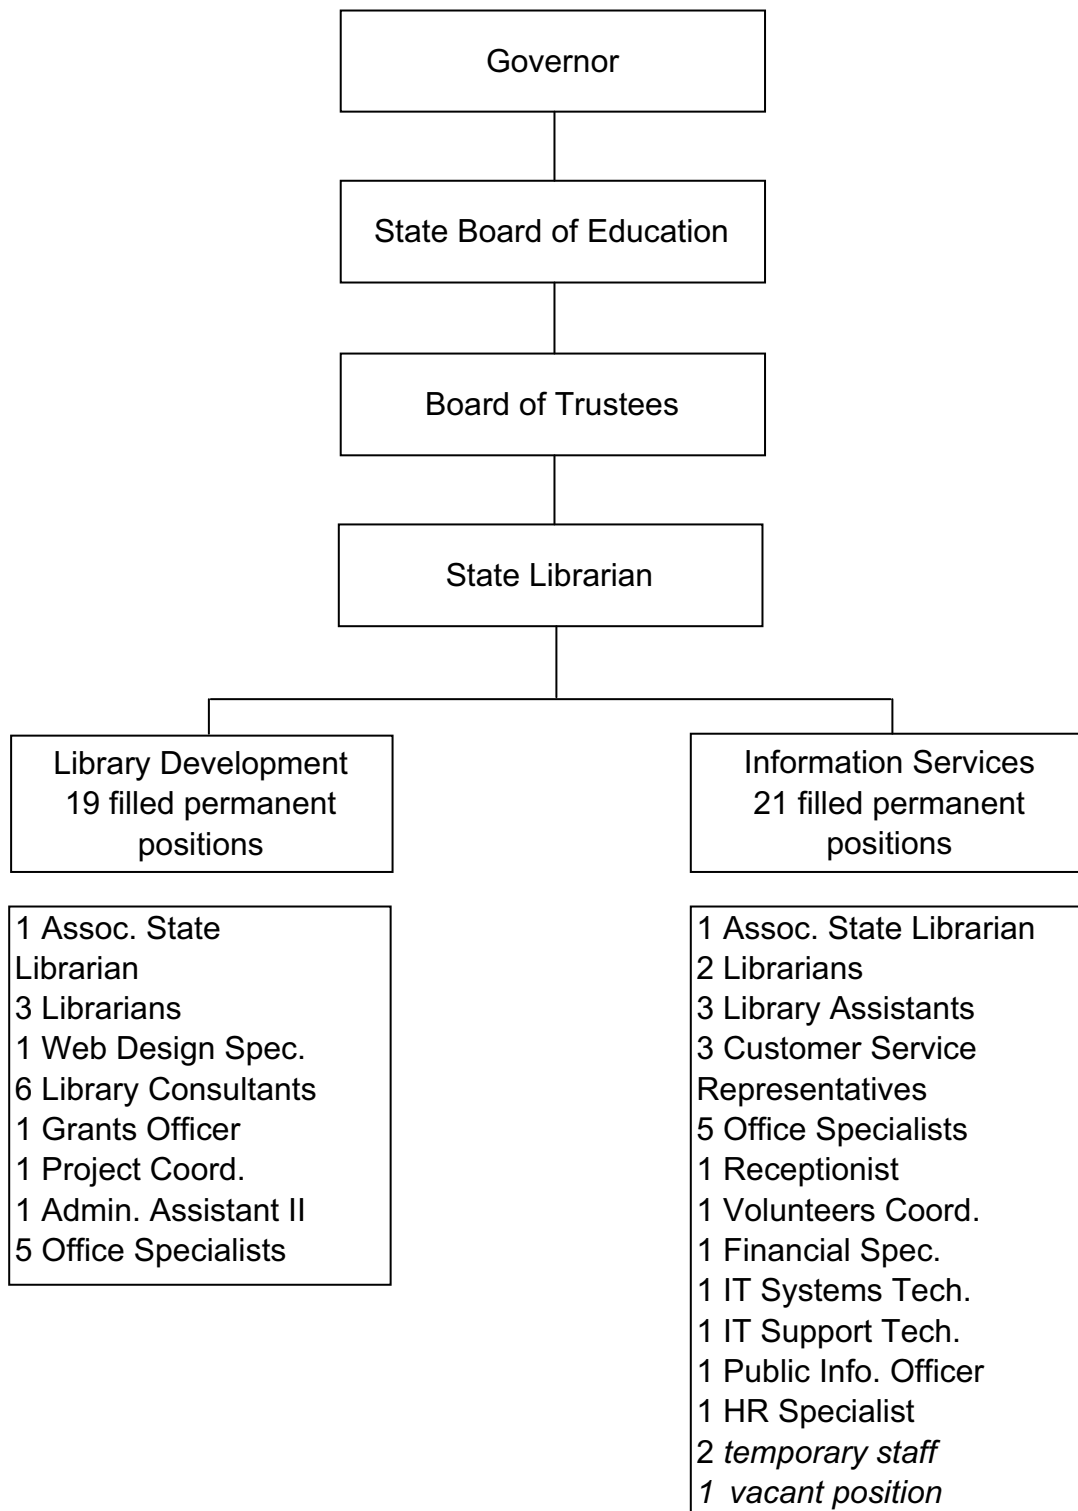 Governor
State Board of Education
Board of Trustees
State Librarian
Library Development
19 filled permanent
positions
Information Services
21 filled permanent
positions
1 Assoc. State
Librarian
3 Librarians
1 Web Design Spec.
6 Library Consultants
1 Grants Officer
1 Project Coord.
1 Admin. Assistant II
5 Office Specialists
1 Assoc. State Librarian
2 Librarians
3 Library Assistants
3 Customer Service
Representatives
5 Office Specialists
1 Receptionist
1 Volunteers Coord.
1 Financial Spec.
1 IT Systems Tech.
1 IT Support Tech.
1 Public Info. Officer
1 HR Specialist
2 temporary staff
1 vacant position